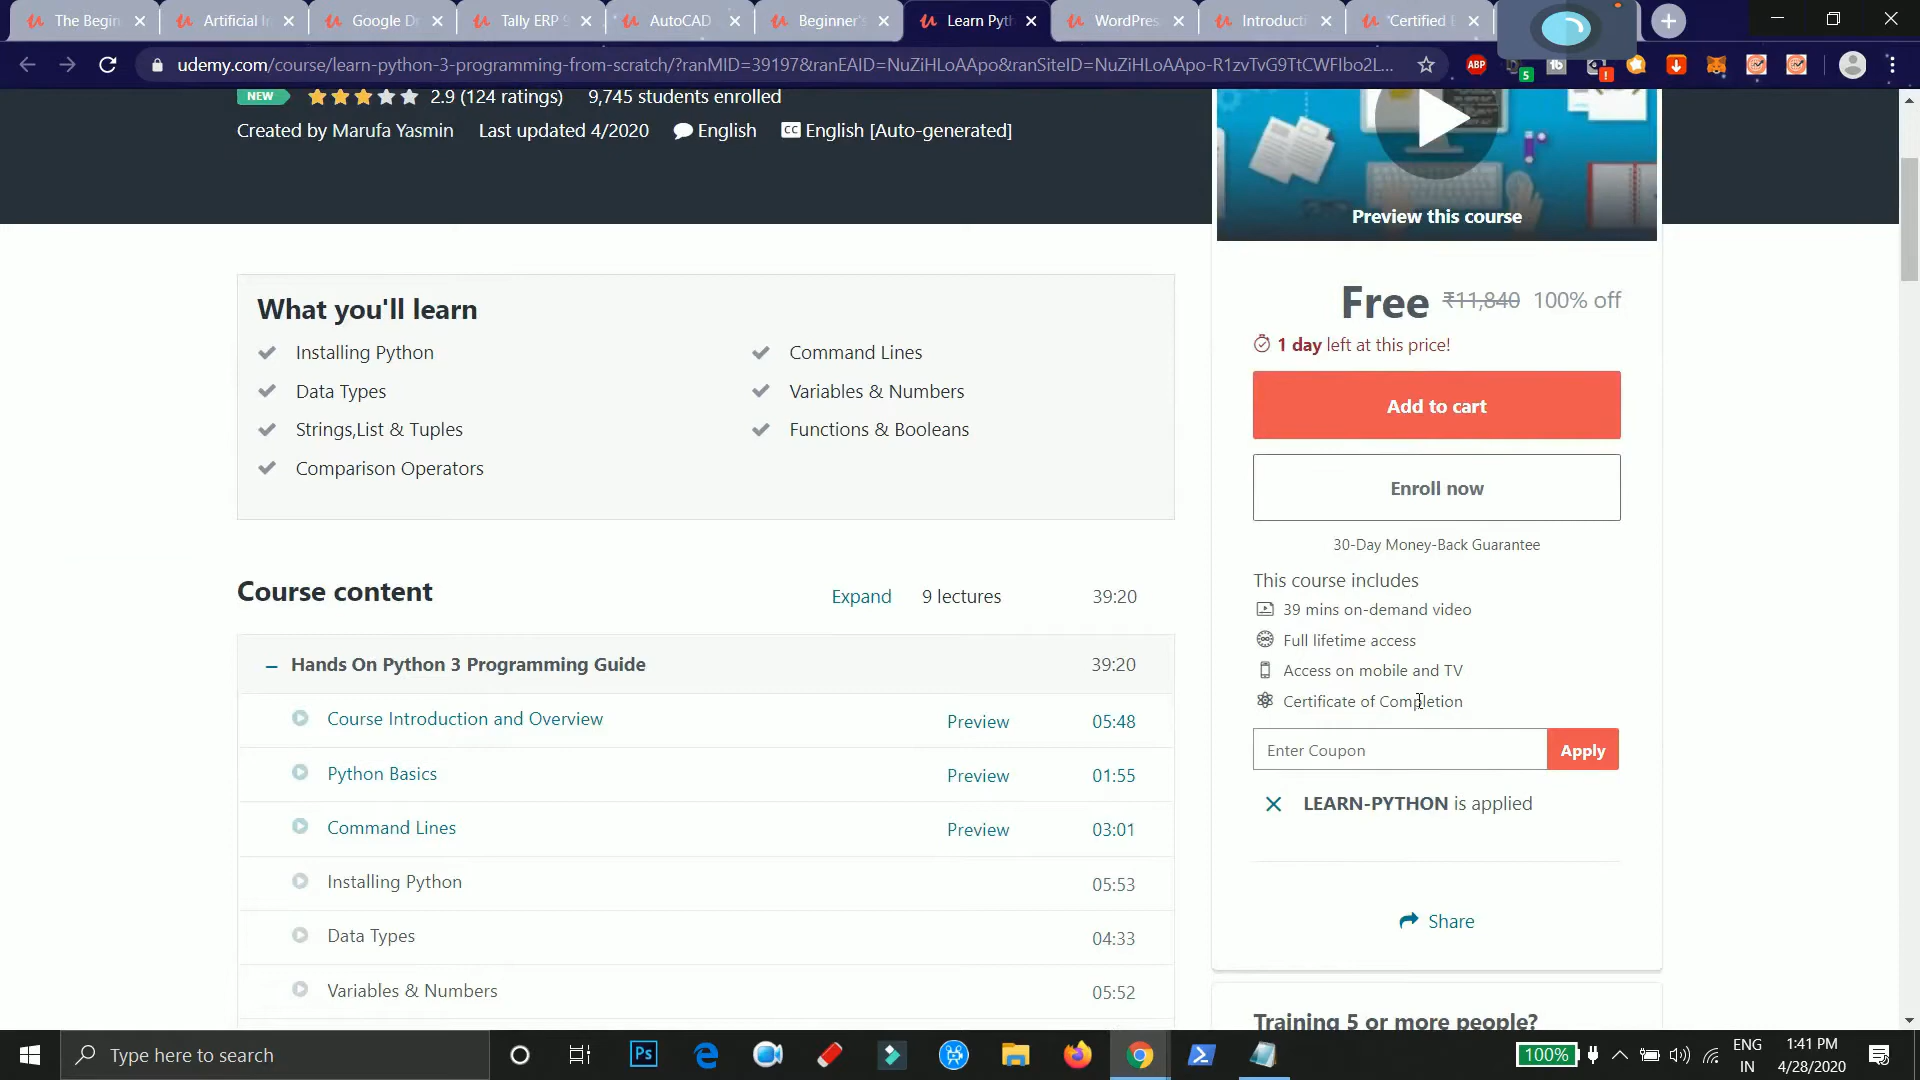 The Begin
Artificial I
Google Dr
Tally ERP 9
AutoCAD
Beginner's
Learn Pyth
WordPres
Introducti
'Certified
udemy.com/course/learn-python-3-programming-from-scratch/?ranMID=39197&ranEAID=NuZiHLoAApo&ranSiteID=NuZiHLoAApo-R1zvTvG9TtCWFIbo2L...
ABP
5
NEW
2.9 (124 ratings)
9,745 students enrolled
Created by Marufa Yasmin
Last updated 4/2020
English
CC English [Auto-generated]
Preview this course
What you'll learn
Installing Python
Command Lines
Data Types
Variables & Numbers
Strings,List & Tuples
Functions & Booleans
Comparison Operators
Free ₹11,840 100% off
1 day left at this price!
Add to cart
Enroll now
30-Day Money-Back Guarantee
This course includes
39 mins on-demand video
Full lifetime access
Access on mobile and TV
Certificate of Completion
Enter Coupon
Apply
LEARN-PYTHON is applied
Share
Training 5 or more people?
Course content
Expand
9 lectures
39:20
Hands On Python 3 Programming Guide
39:20
Course Introduction and Overview
Preview
05:48
Python Basics
Preview
01:55
Command Lines
Preview
03:01
Installing Python
05:53
Data Types
04:33
Variables & Numbers
05:52
Type here to search
Ps
100%
ENG
IN
1:41 PM
4/28/2020